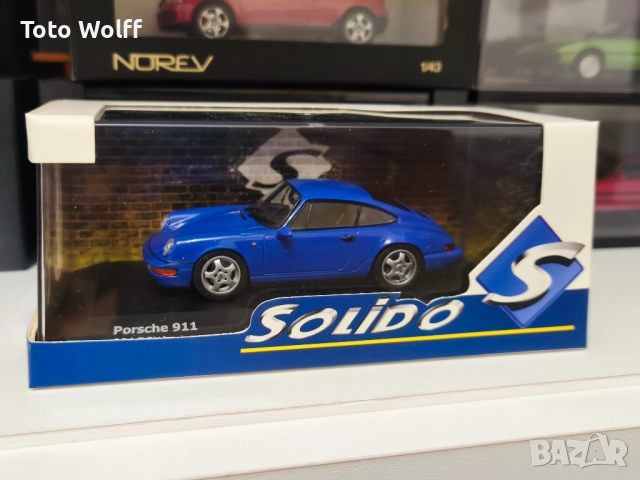 Toto Wolff
NOREV
1/43
S
Porsche 911
SOLIDO
S
BAZAR